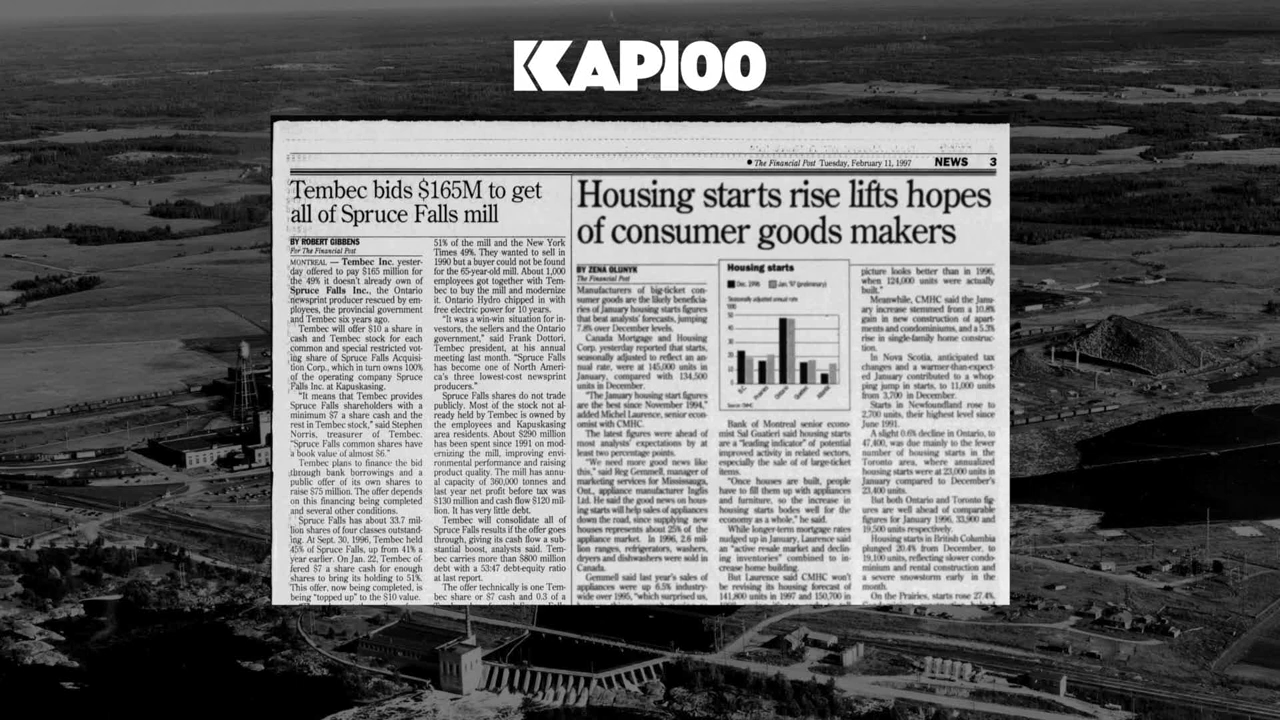 KAP100
The Financial Post Tuesday, February 11, 1997 NEWS 3
Tembec bids $165M to get
all of Spruce Falls mill
BY ROBERT GIBBENS
For The Financial Post
MONTREAL — Tembec Inc. yester-
day offered to pay $165 million for
the 49% it doesn't already own of
Spruce Falls Inc., the Ontario
newsprint producer rescued by em-
ployees, the provincial government
and Tembec six years ago.
Tembec will offer $10 a share in
cash and Tembec stock for each
common and special restricted vot-
ing share of Spruce Falls Acquisi-
tion Corp., which in turn owns 100%
of the operating company Spruce
Falls Inc. at Kapuskasing.
"It means that Tembec provides
Spruce Falls shareholders with a
minimum $7 a share cash and the
rest in Tembec stock," said Stephen
Norris, treasurer of Tembec.
"Spruce Falls common shares have
a book value of almost $6."
Tembec plans to finance the bid
through bank borrowings and a
public offer of its own shares to
raise $75 million. The offer depends
on this financing being completed
and several other conditions.
Spruce Falls has about 33.7 mil-
lion shares of four classes outstand-
ing. At Sept. 30, 1996, Tembec held
45% of Spruce Falls, up from 41% a
year earlier. On Jan. 22, Tembec of-
fered $7 a share cash for enough
shares to bring its holding to 51%.
This offer, now being completed, is
being "topped up" to the $10 value.
51% of the mill and the New York
Times 49%. They wanted to sell in
1990 but a buyer could not be found
for the 65-year-old mill. About 1,000
employees got together with Tem-
bec to buy the mill and modernize
it. Ontario Hydro chipped in with
free electric power for 10 years.
"It was a win-win situation for in-
vestors, the sellers and the Ontario
government," said Frank Dottori,
Tembec president, at his annual
meeting last month. "Spruce Falls
has become one of North Ameri-
ca's three lowest-cost newsprint
producers."
Spruce Falls shares do not trade
publicly. Most of the stock not al-
ready held by Tembec is owned by
the employees and Kapuskasing
area residents. About $290 million
has been spent since 1991 on mod-
ernizing the mill, improving envi-
ronmental performance and raising
product quality. The mill has annu-
al capacity of 360,000 tonnes and
last year net profit before tax was
$130 million and cash flow $120 mil-
lion. It has very little debt.
Tembec will consolidate all of
Spruce Falls results if the offer goes
through, giving its cash flow a sub-
stantial boost, analysts said. Tem-
bec carries more than $800 million
debt with a 53:47 debt-equity ratio
at last report.
The offer technically is one Tem-
bec share or $7 cash and 0.3 of a
Housing starts rise lifts hopes
of consumer goods makers
BY ZENA OLIJNYK
The Financial Post
Manufacturers of big-ticket con-
sumer goods are the likely beneficia-
ries of January housing starts figures
that beat analysts' forecasts, jumping
7.8% over December levels.
Canada Mortgage and Housing
Corp. yesterday reported that starts,
seasonally adjusted to reflect an an-
nual rate, were at 145,000 units in
January, compared with 134,500
units in December.
"The January housing start figures
are the best since November 1994,"
added Michel Laurence, senior econ-
omist with CMHC.
The latest figures were ahead of
most analysts' expectations by at
least two percentage points.
"We need more good news like
this," said Reg Gemmell, manager of
marketing services for Mississauga,
Ont., appliance manufacturer Inglis
Ltd. He said the good news on hous-
ing starts will help sales of appliances
down the road, since supplying new
houses represents about 25% of the
appliance market. In 1996, 2.6 mil-
lion ranges, refrigerators, washers,
dryers and dishwashers were sold in
Canada.
Gemmell said last year's sales of
appliances were up 6.5% industry-
wide over 1995, "which surprised us,
Housing starts
Dec. 1996 Jan. '97 (preliminary)
Seasonally adjusted annual rate
50
40
30
20
10
0
B.C. Prairies Ontario Quebec
Source: CMHC
Bank of Montreal senior econo-
mist Sal Guatieri said housing starts
are a "leading indicator" of potential
improved activity in related sectors,
especially the sale of large-ticket
items.
"Once houses are built, people
have to fill them up with appliances
and furniture, so the increase in
housing starts bodes well for the
economy as a whole," he said.
While longer-term mortgage rates
nudged up in January, Laurence said
an "active resale market and declin-
ing inventories" combined to in-
crease home building.
But Laurence said CMHC won't
be revising its housing forecast of
141,800 units in 1997 and 150,700 in
picture looks better than in 1996,
when 124,000 units were actually
built."
Meanwhile, CMHC said the Janu-
ary increase stemmed from a 10.8%
gain in new construction of apart-
ments and condominiums, and a 5.3%
rise in single-family home construc-
tion.
In Nova Scotia, anticipated tax
changes and a warmer-than-expect-
ed January contributed to a whop-
ping jump in starts, to 11,000 units
from 3,700 in December.
Starts in Newfoundland rose to
2,700 units, their highest level since
June 1991.
A slight 0.6% decline in Ontario, to
47,400, was due mainly to the fewer
number of housing starts in the
Toronto area, where annualized
housing starts were at 23,000 units in
January compared to December's
23,400 units.
But both Ontario and Toronto fig-
ures are well ahead of comparable
figures for January 1996, 33,900 and
19,500 units respectively.
Housing starts in British Columbia
plunged 20.4% from December, to
19,100 units, reflecting slower condo-
minium and rental construction and
a severe snowstorm early in the
month.
On the Prairies, starts rose 27.4%,